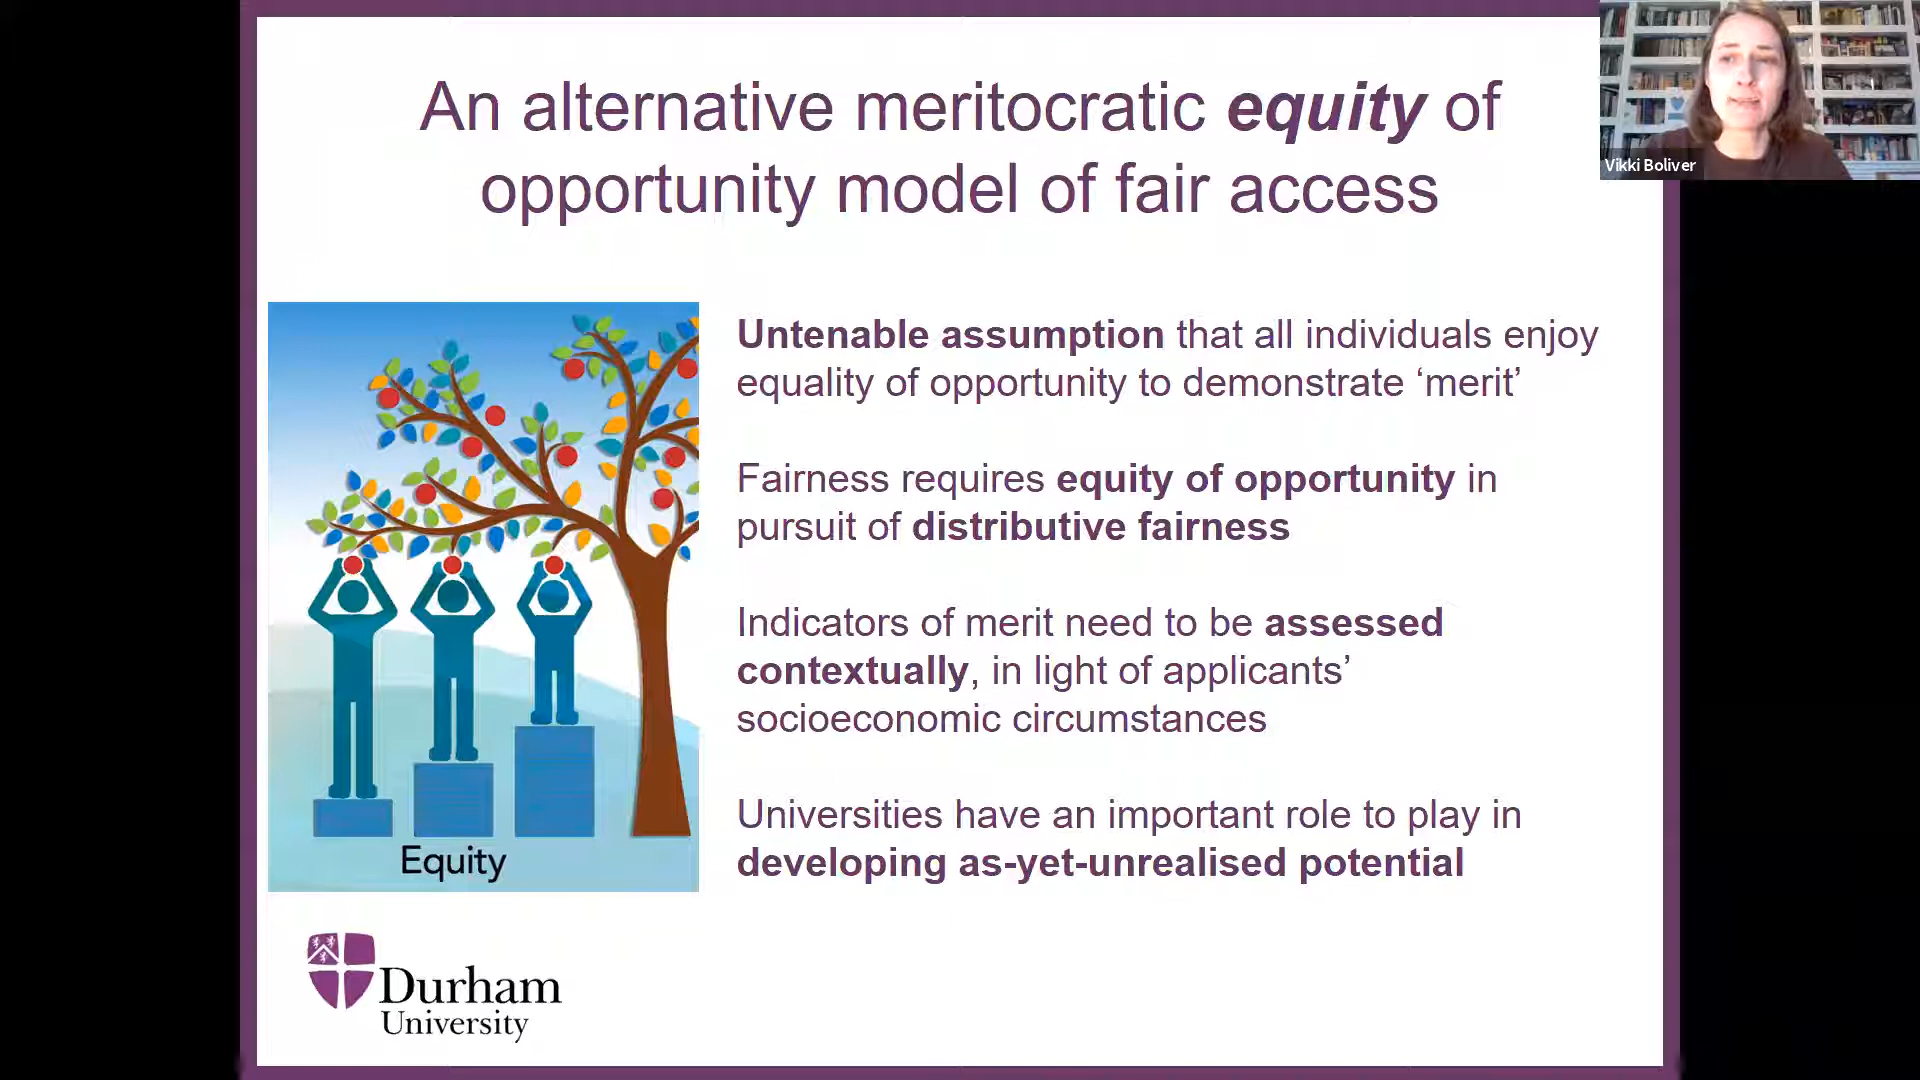 An alternative meritocratic equity of
opportunity model of fair access
Vikki Boliver
Untenable assumption that all individuals enjoy
equality of opportunity to demonstrate ‘merit’
Fairness requires equity of opportunity in
pursuit of distributive fairness
Indicators of merit need to be assessed
contextually, in light of applicants’
socioeconomic circumstances
Universities have an important role to play in
developing as-yet-unrealised potential
Equity
Durham
University